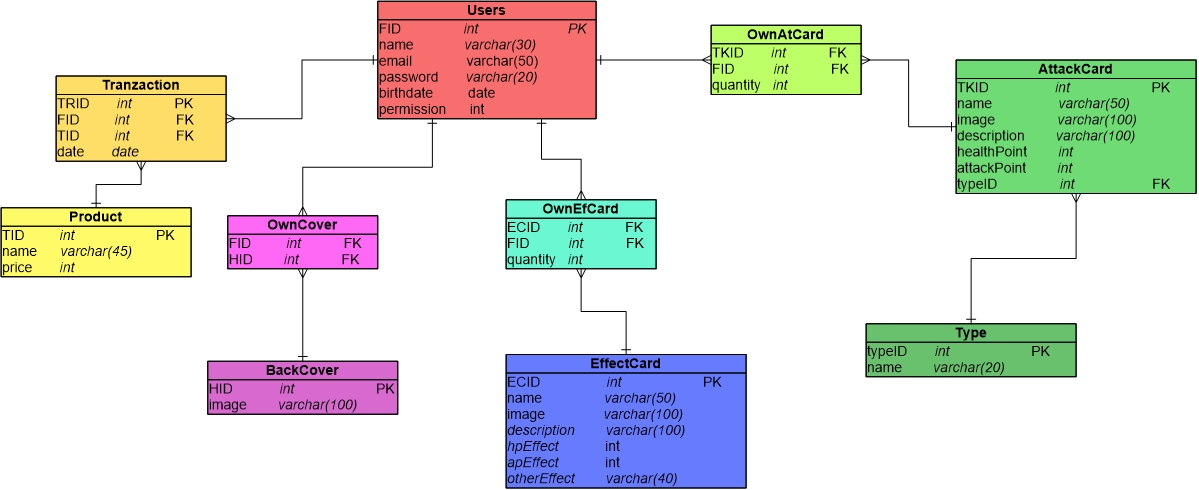 Users
FID int PK
name varchar(30)
email varchar(50)
password varchar(20)
birthdate date
permission int
OwnAtCard
TKID int FK
FID int FK
quantity int
AttackCard
TKID int PK
name varchar(50)
image varchar(100)
description varchar(100)
healthPoint int
attackPoint int
typeID int FK
Tranzaction
TRID int PK
FID int FK
TID int FK
date date
Product
TID int PK
name varchar(45)
price int
OwnCover
FID int FK
HID int FK
OwnEfCard
ECID int FK
FID int FK
quantity int
Type
typeID int PK
name varchar(20)
BackCover
HID int PK
image varchar(100)
EffectCard
ECID int PK
name varchar(50)
image varchar(100)
description varchar(100)
hpEffect int
apEffect int
otherEffect varchar(40)